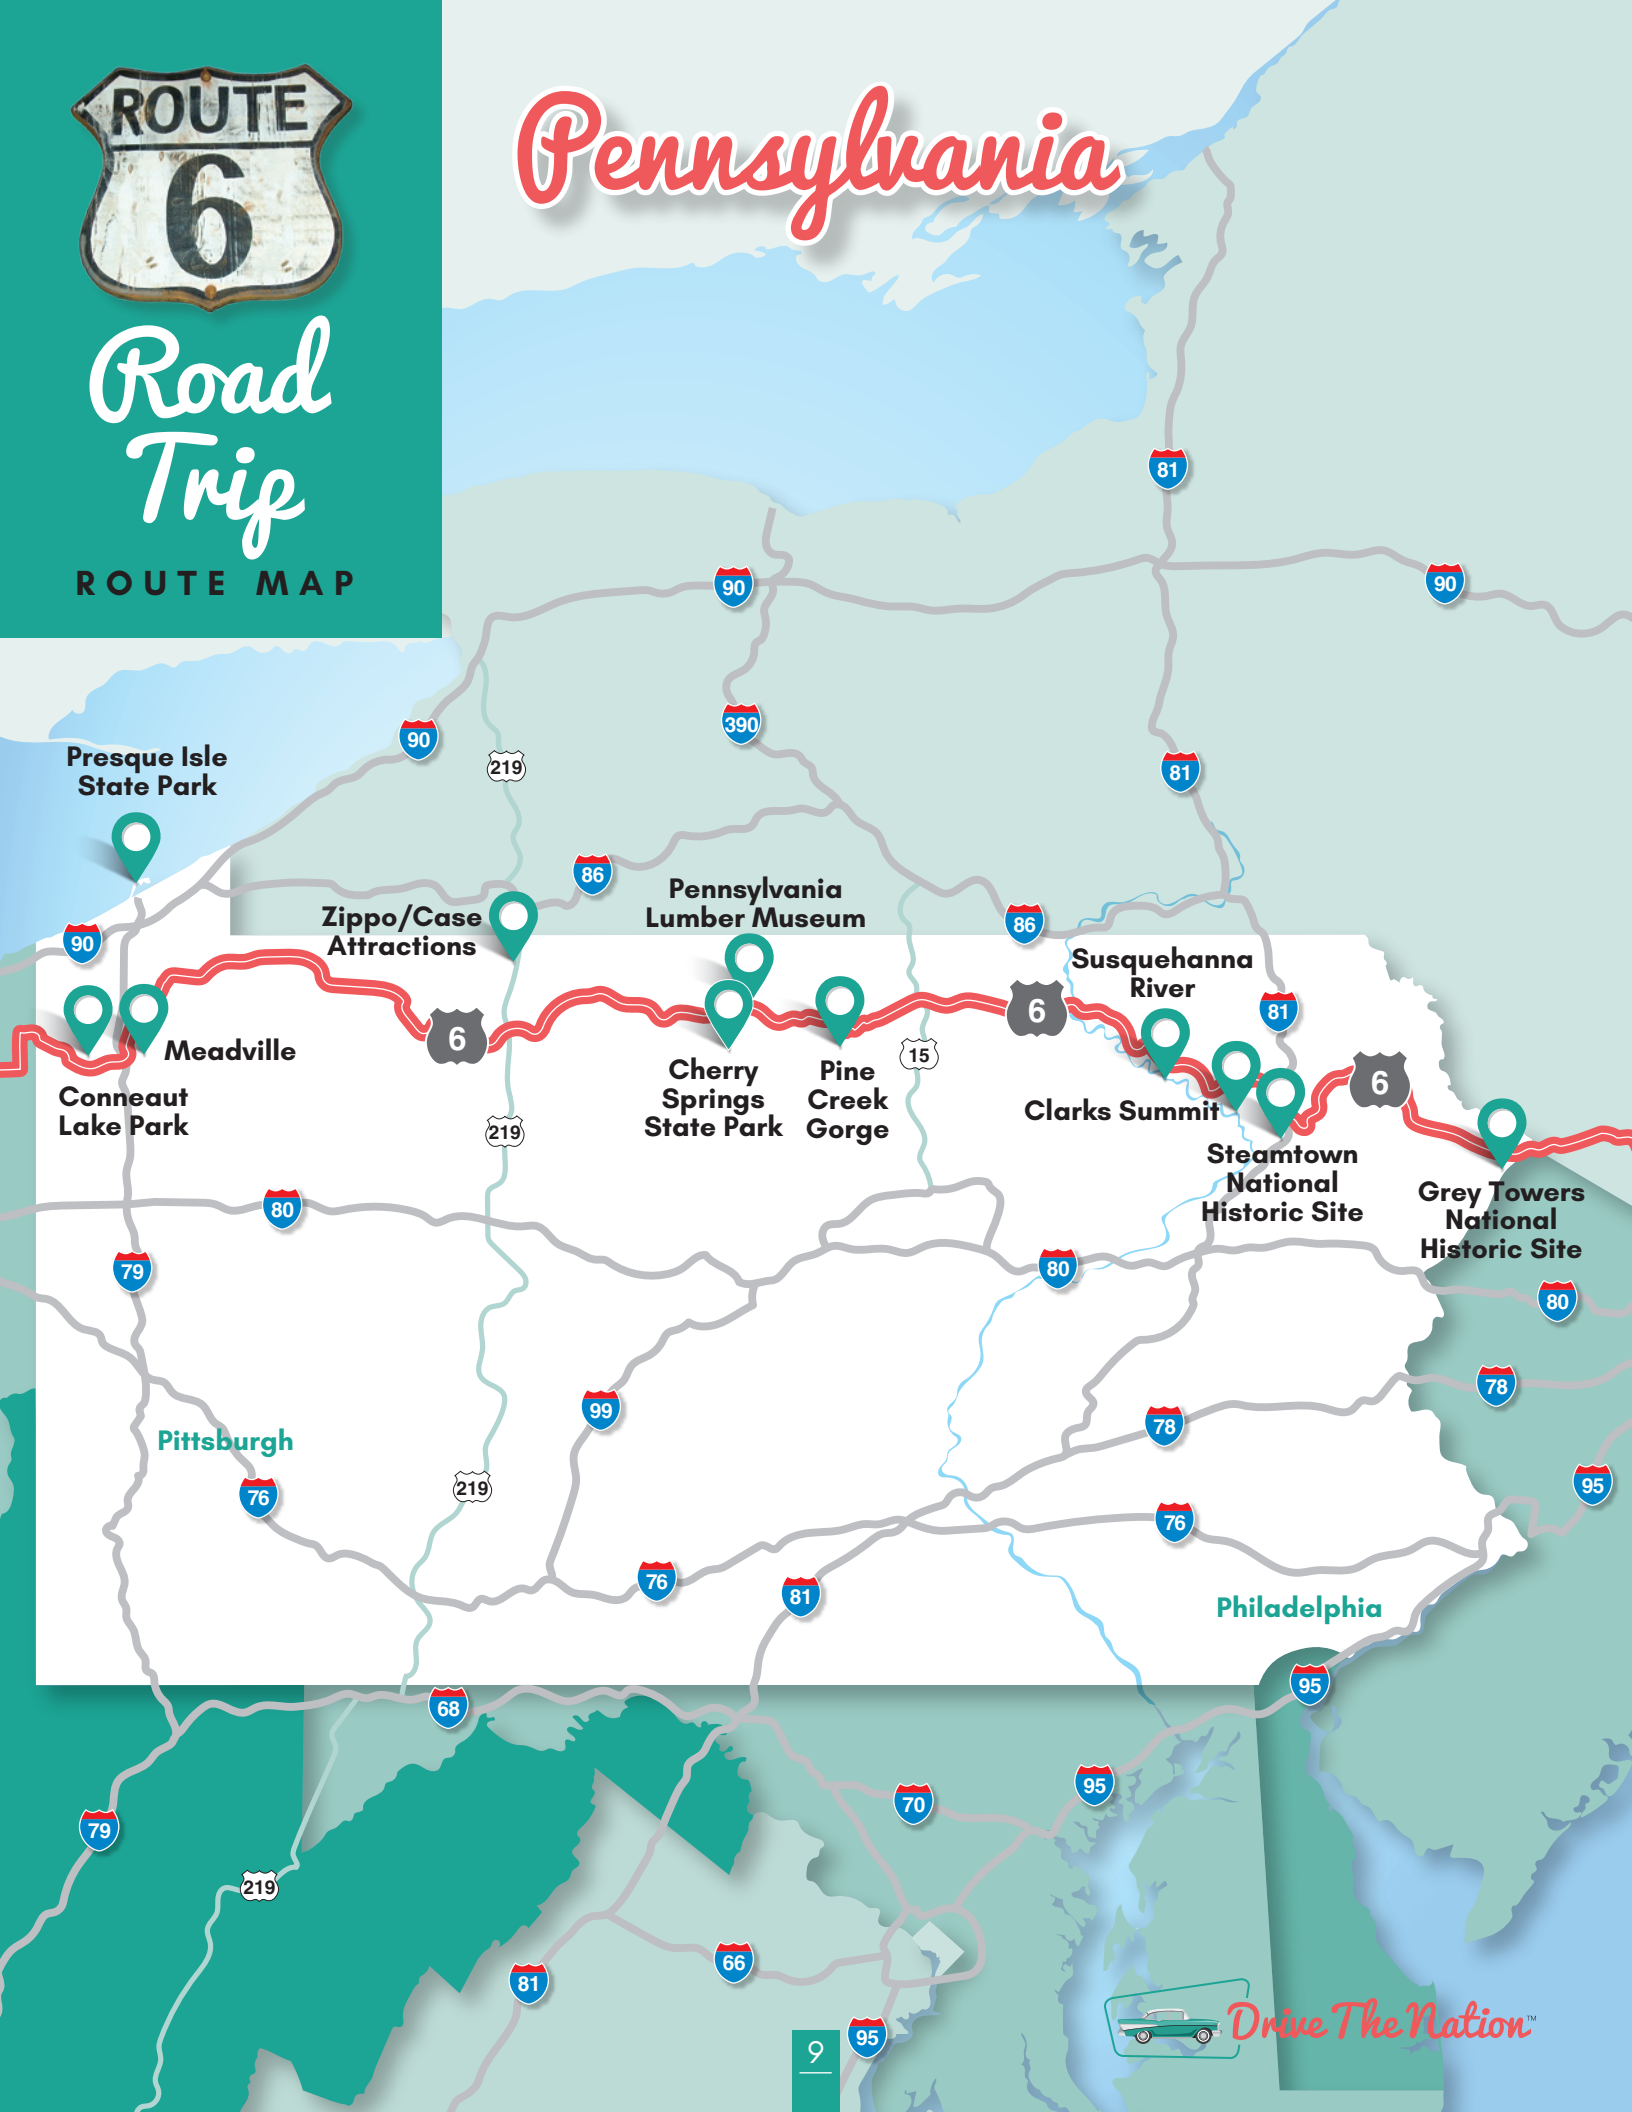 ROUTE
6
Road
Trip
ROUTE MAP
Pennsylvania
81
90
90
390
90
219
81
Presque Isle
State Park
86
Pennsylvania
Lumber Museum
Zippo/Case
Attractions
86
90
Susquehanna
River
81
6
6
15
Meadville
Conneaut
Lake Park
Cherry
Springs
State Park
Pine
Creek
Gorge
6
Clarks Summit
219
Steamtown
National
Historic Site
Grey Towers
National
Historic Site
80
79
80
80
78
99
78
Pittsburgh
76
219
95
76
76
81
Philadelphia
95
68
95
70
79
219
66
81
95
9
Drive The Nation™